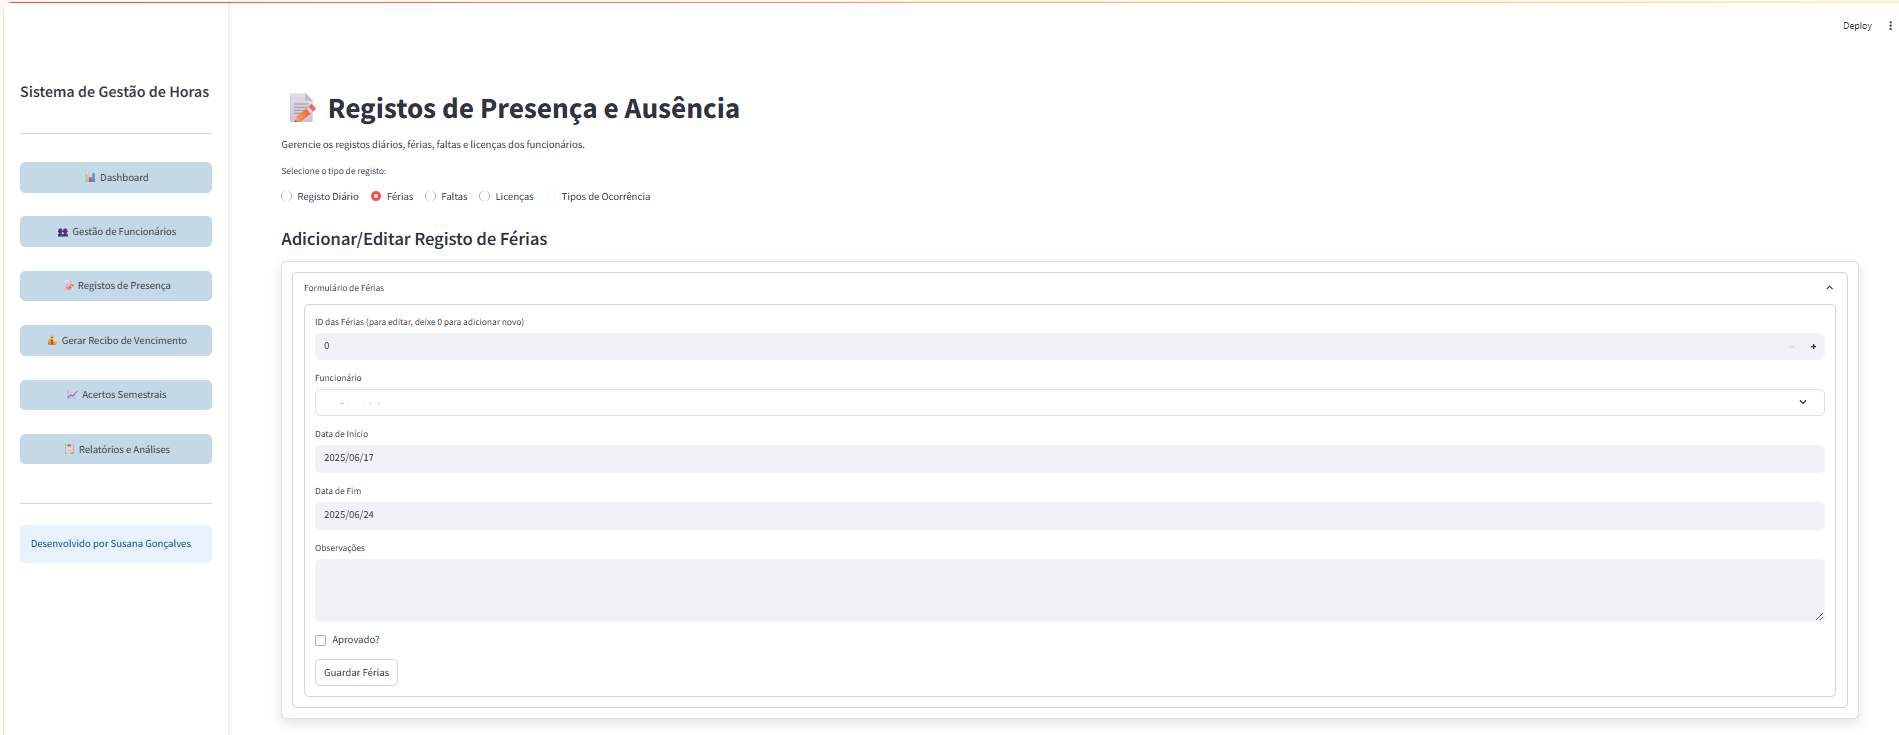 Deploy
Sistema de Gestão de Horas
Dashboard
Gestão de Funcionários
Registos de Presença
Gerar Recibo de Vencimento
Acertos Semestrais
Relatórios e Análises
Desenvolvido por Susana Gonçalves
Registos de Presença e Ausência
Gerencie os registos diários, férias, faltas e licenças dos funcionários.
Selecione o tipo de registo:
Registo Diário Férias Faltas Licenças Tipos de Ocorrência
Adicionar/Editar Registo de Férias
Formulário de Férias
ID das Férias (para editar, deixe 0 para adicionar novo)
0
Funcionário
Data de Início
2025/06/17
Data de Fim
2025/06/24
Observações
Aprovado?
Guardar Férias